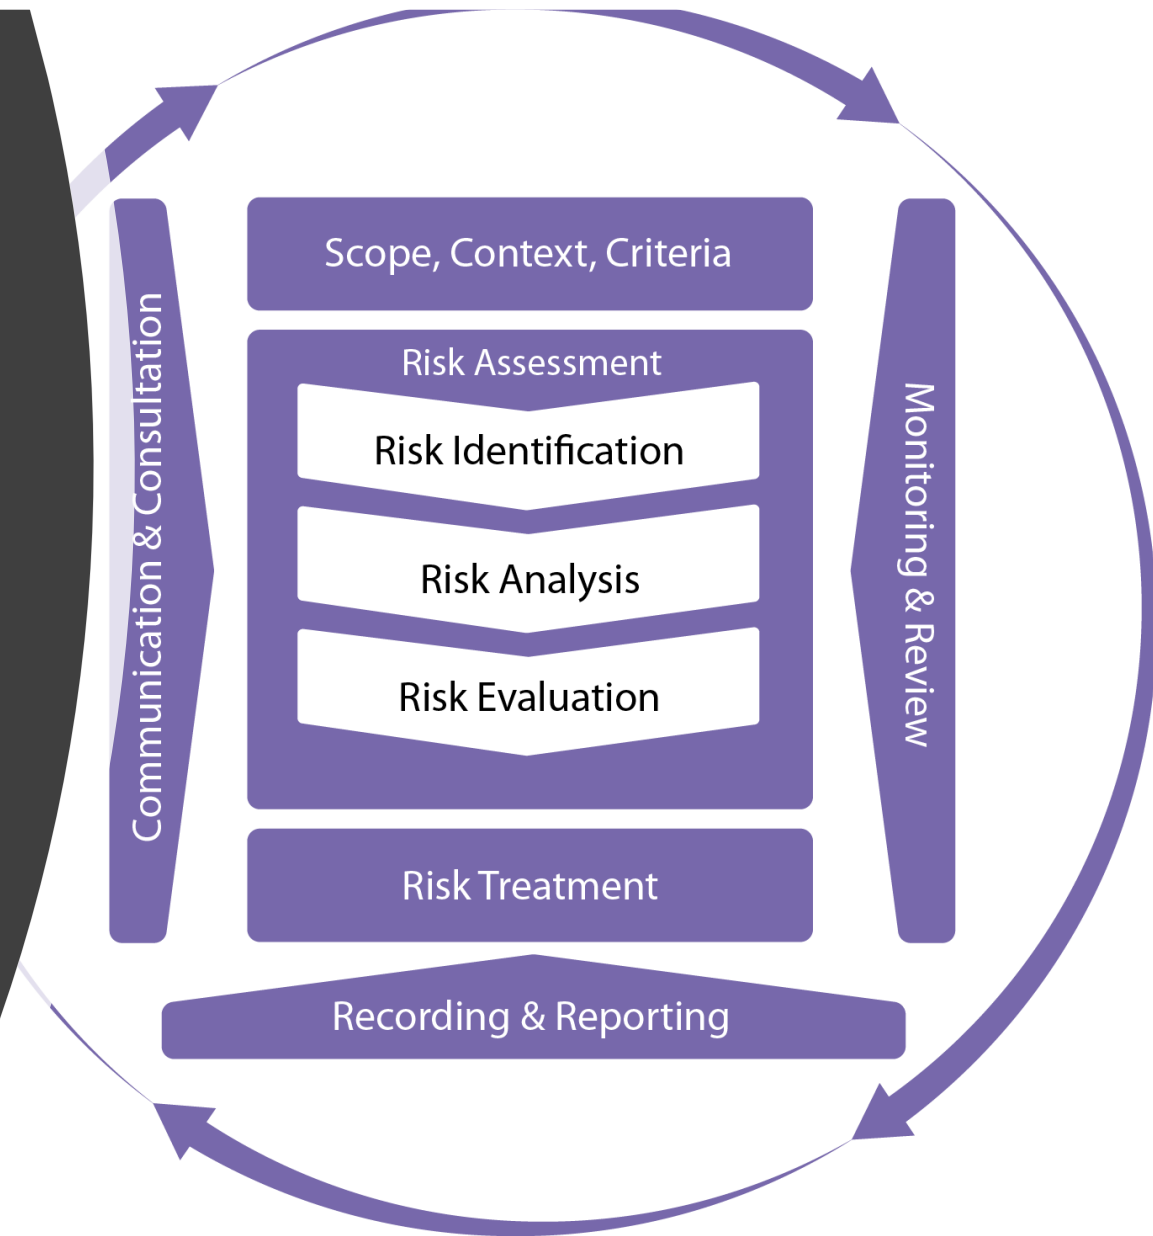 Scope, Context, Criteria
Communication & Consultation
Risk Assessment
Risk Identification
Risk Analysis
Risk Evaluation
Monitoring & Review
Risk Treatment
Recording & Reporting